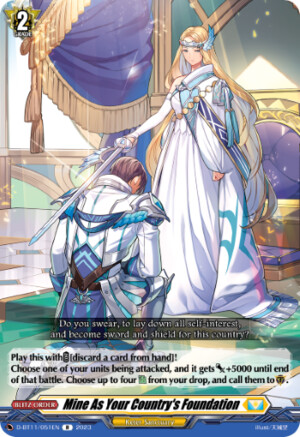 2
GRADE
Do you swear, to lay down all self-interest,
and become sword and shield for this country?
Play this with [discard a card from hand]!
Choose one of your units being attacked, and it gets +5000 until end
of that battle. Choose up to four from your drop, and call them to .
BLITZ ORDER
Mine As Your Country's Foundation
D-BT11/051EN R 2023